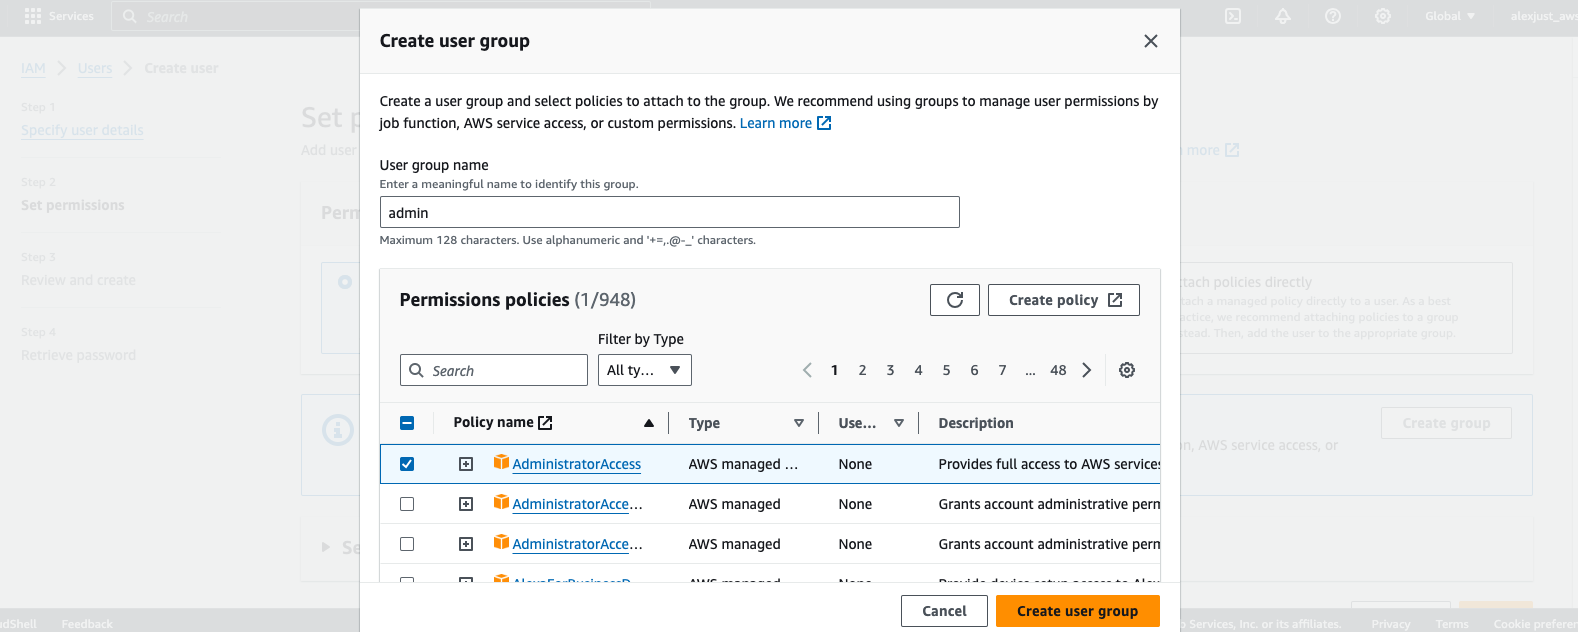 Services
Search
Global
alexjust_aws
IAM
Users
Create user
Step 1
Specify user details
Step 2
Set permissions
Step 3
Review and create
Step 4
Retrieve password
Set p
Add user
Perm
Create user group
Create a user group and select policies to attach to the group. We recommend using groups to manage user permissions by
job function, AWS service access, or custom permissions. Learn more
User group name
Enter a meaningful name to identify this group.
admin
Maximum 128 characters. Use alphanumeric and '+=,.@-_' characters.
Permissions policies (1/948)
Create policy
Filter by Type
Search
All ty...
1 2 3 4 5 6 7 ... 48
Policy name Type Use... Description
AdministratorAccess AWS managed ... None Provides full access to AWS services
AdministratorAcce... AWS managed None Grants account administrative perm
AdministratorAcce... AWS managed None Grants account administrative perm
Cancel
Create user group
more
tach policies directly
tach a managed policy directly to a user. As a best
actice, we recommend attaching policies to a group
stead. Then, add the user to the appropriate group.
n, AWS service access, or
Create group
Se
udShell
Feedback
b Services, Inc. or its affiliates.
Privacy
Terms
Cookie preferen